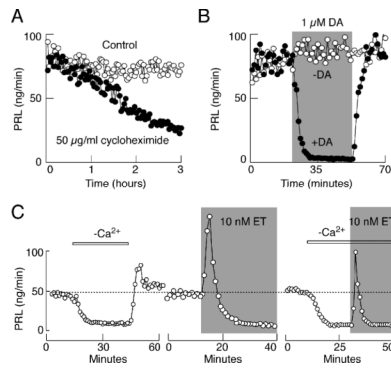 A
B
1 µM DA
100
Control
PRL (ng/min)
50
50 µg/ml cycloheximide
0
0
1
2
3
Time (hours)
100
-DA
PRL (ng/min)
50
+DA
0
0
35
70
Time (minutes)
C
-Ca²⁺
10 nM ET
-Ca²⁺
10 nM ET
150
100
PRL (ng/min)
50
0
0
30
60
Minutes
0
20
40
Minutes
0
25
50
Minutes